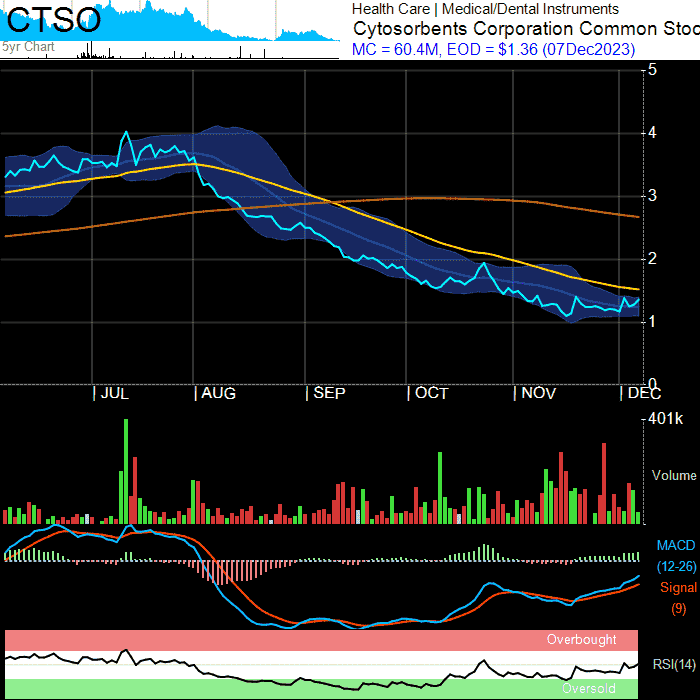 CTSO
5yr Chart
Health Care | Medical/Dental Instruments
Cytosorbents Corporation Common Stoc
MC = 60.4M, EOD = $1.36 (07Dec2023)
5
4
3
2
1
0
| JUL | AUG | SEP | OCT | NOV | DEC
401k
Volume
MACD
(12-26)
Signal
(9)
Overbought
RSI(14)
Oversold